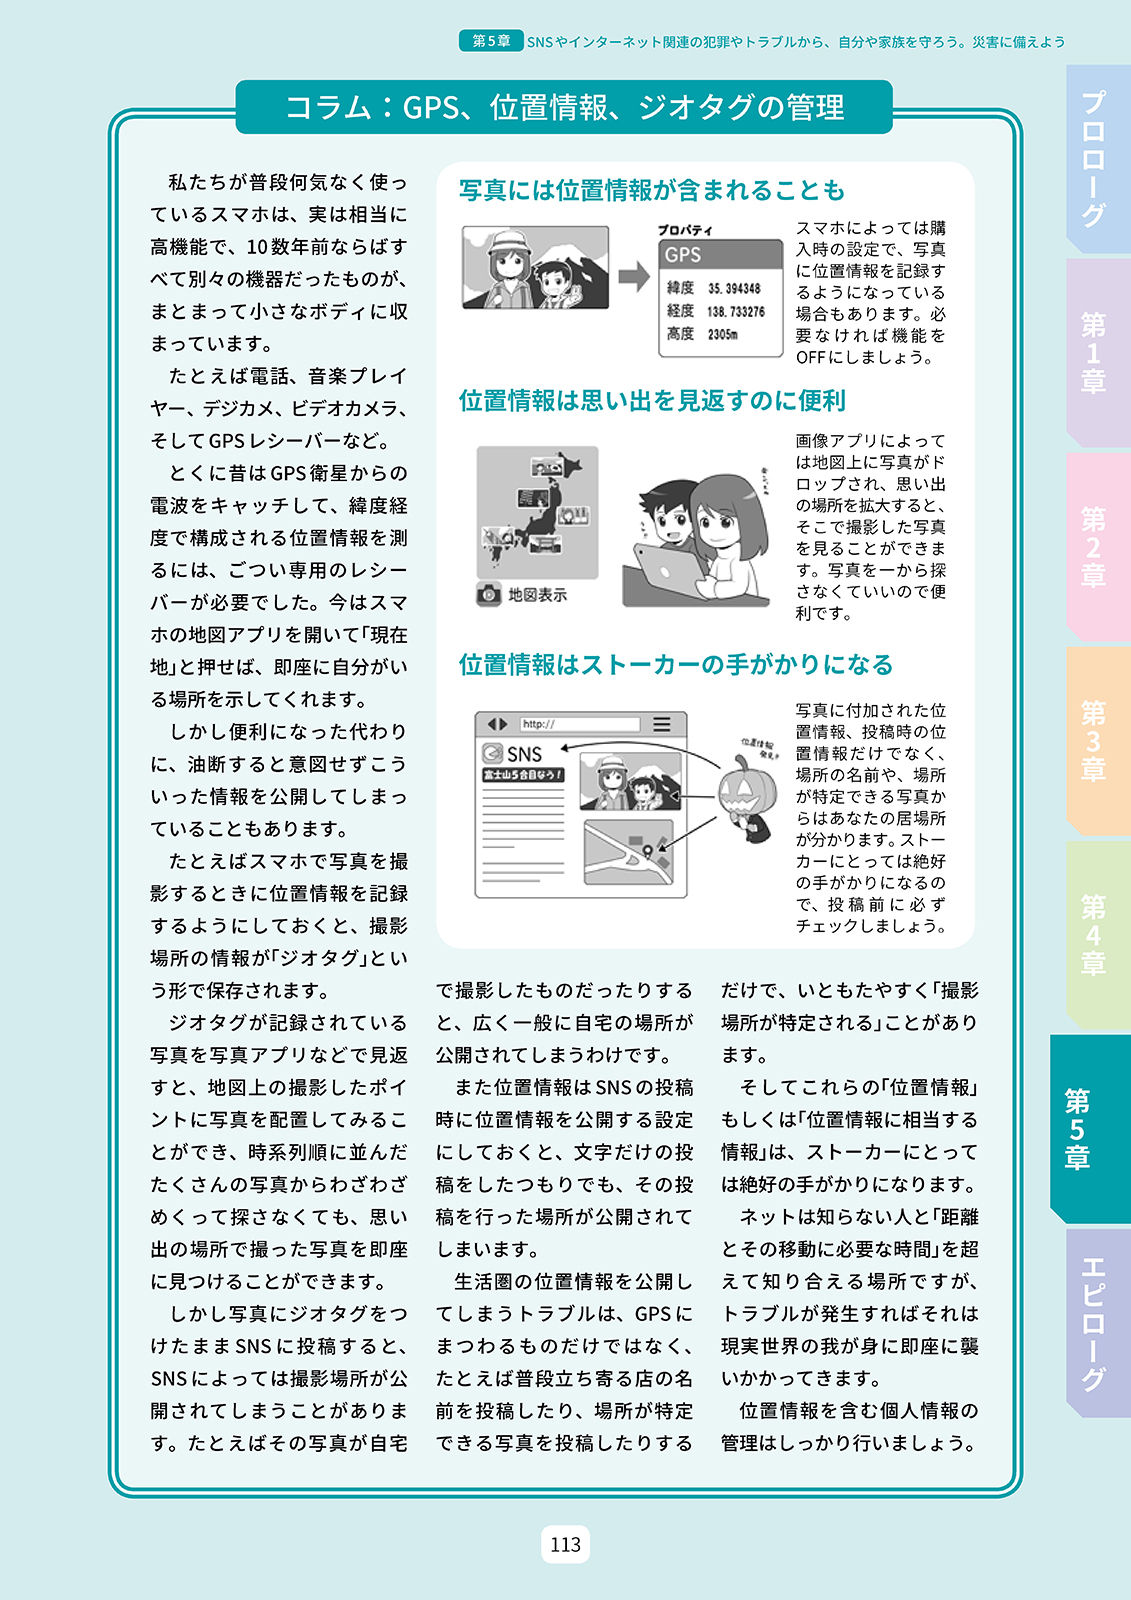 第5章 SNSやインターネット関連の犯罪やトラブルから、自分や家族を守ろう。災害に備えよう
コラム：GPS、位置情報、ジオタグの管理
　私たちが普段何気なく使っ
ているスマホは、実は相当に
高機能で、10数年前ならばす
べて別々の機器だったものが、
まとまって小さなボディに収
まっています。
　たとえば電話、音楽プレイ
ヤー、デジカメ、ビデオカメラ、
そしてGPSレシーバーなど。
　とくに昔はGPS衛星からの
電波をキャッチして、緯度経
度で構成される位置情報を測
るには、ごつい専用のレシー
バーが必要でした。今はスマ
ホの地図アプリを開いて「現在
地」と押せば、即座に自分がい
る場所を示してくれます。
　しかし便利になった代わり
に、油断すると意図せずこう
いった情報を公開してしまっ
ていることもあります。
　たとえばスマホで写真を撮
影するときに位置情報を記録
するようにしておくと、撮影
場所の情報が「ジオタグ」とい
う形で保存されます。
　ジオタグが記録されている
写真を写真アプリなどで見返
すと、地図上の撮影したポイ
ントに写真を配置してみるこ
とができ、時系列順に並んだ
たくさんの写真からわざわざ
めくって探さなくても、思い
出の場所で撮った写真を即座
に見つけることができます。
　しかし写真にジオタグをつ
けたままSNSに投稿すると、
SNSによっては撮影場所が公
開されてしまうことがありま
す。たとえばその写真が自宅
写真には位置情報が含まれることも
プロパティ
GPS
緯度 35.394348
経度 138.733276
高度 2305m
スマホによっては購
入時の設定で、写真
に位置情報を記録す
るようになっている
場合もあります。必
要なければ機能を
OFFにしましょう。
位置情報は思い出を見返すのに便利
地図表示
画像アプリによって
は地図上に写真がド
ロップされ、思い出
の場所を拡大すると、
そこで撮影した写真
を見ることができま
す。写真を一から探
さなくていいので便
利です。
位置情報はストーカーの手がかりになる
http://
SNS
富士山5合目なう！
位置情報
発見!!
写真に付加された位
置情報、投稿時の位
置情報だけでなく、
場所の名前や、場所
が特定できる写真か
らはあなたの居場所
が分かります。ストー
カーにとっては絶好
の手がかりになるの
で、投稿前に必ず
チェックしましょう。
で撮影したものだったりする
と、広く一般に自宅の場所が
公開されてしまうわけです。
　また位置情報はSNSの投稿
時に位置情報を公開する設定
にしておくと、文字だけの投
稿をしたつもりでも、その投
稿を行った場所が公開されて
しまいます。
　生活圏の位置情報を公開し
てしまうトラブルは、GPSに
まつわるものだけではなく、
たとえば普段立ち寄る店の名
前を投稿したり、場所が特定
できる写真を投稿したりする
だけで、いともたやすく「撮影
場所が特定される」ことがあり
ます。
　そしてこれらの「位置情報」
もしくは「位置情報に相当する
情報」は、ストーカーにとって
は絶好の手がかりになります。
　ネットは知らない人と「距離
とその移動に必要な時間」を超
えて知り合える場所ですが、
トラブルが発生すればそれは
現実世界の我が身に即座に襲
いかかってきます。
　位置情報を含む個人情報の
管理はしっかり行いましょう。
プロローグ
第1章
第2章
第3章
第4章
第5章
エピローグ
113